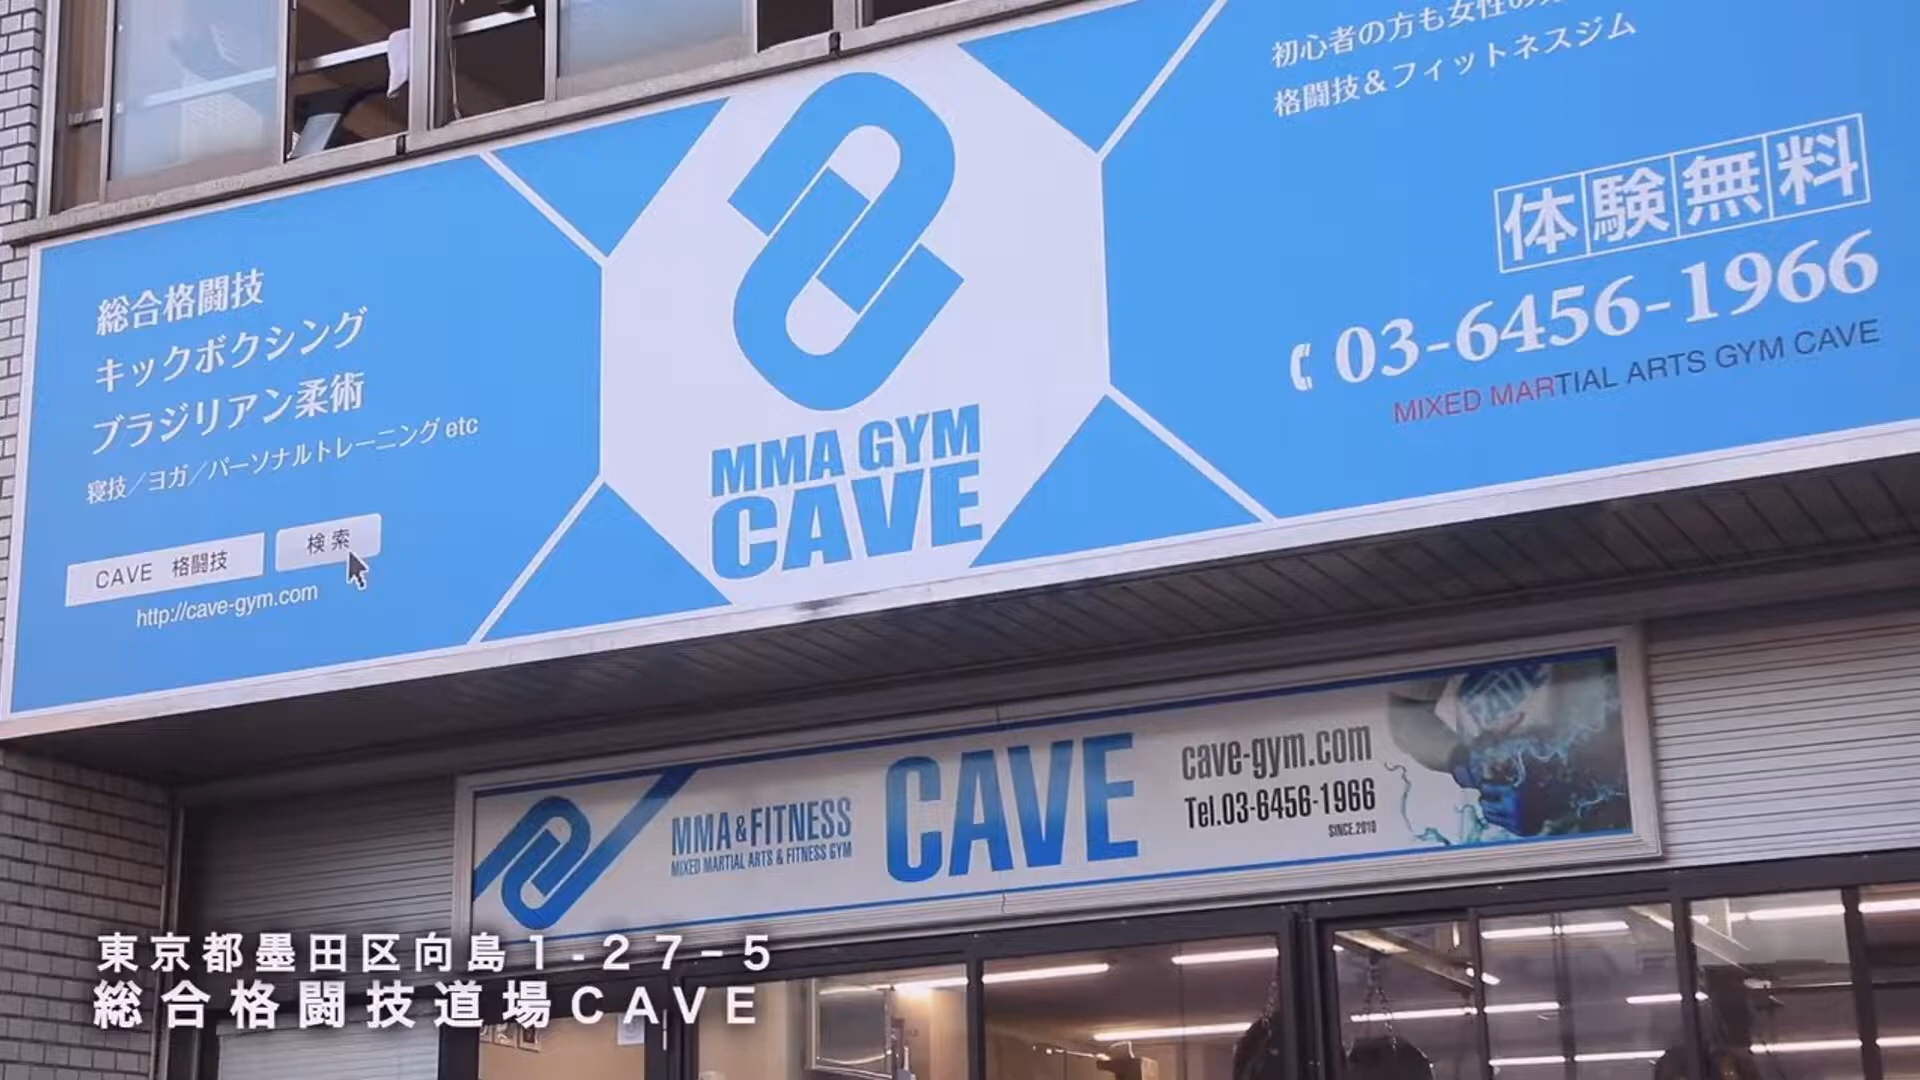 初心者の方も女性の
格闘技&フィットネスジム
体験無料
03-6456-1966
MIXED MARTIAL ARTS GYM CAVE
総合格闘技
キックボクシング
ブラジリアン柔術
寝技/ヨガ/パーソナルトレーニングetc
CAVE 格闘技 検索
http://cave-gym.com
MMA GYM
CAVE
MMA&FITNESS
MIXED MARTIAL ARTS & FITNESS GYM
CAVE
cave-gym.com
Tel.03-6456-1966
SINCE.2010
東京都墨田区向島1-27-5
総合格闘技道場CAVE